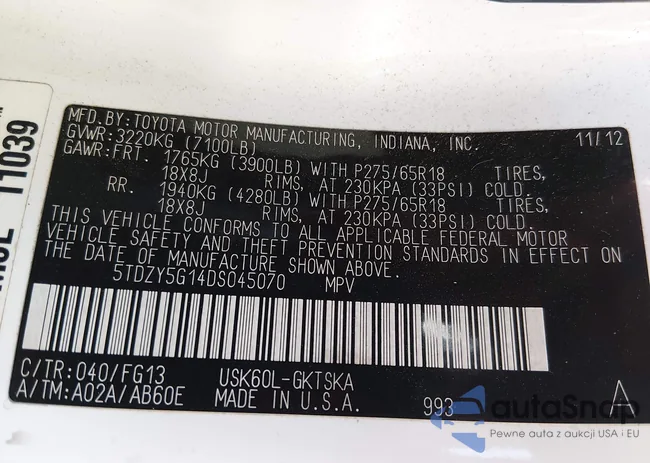 MFD.BY:TOYOTA MOTOR MANUFACTURING, INDIANA, INC. 11/12
GVWR:3220KG (7100LB)
GAWR:FRT. 1765KG (3900LB) WITH P275/65R18 TIRES,
18X8J RIMS, AT 230KPA (33PSI) COLD.
RR. 1940KG (4280LB) WITH P275/65R18 TIRES,
18X8J RIMS, AT 230KPA (33PSI) COLD.
THIS VEHICLE CONFORMS TO ALL APPLICABLE FEDERAL MOTOR
VEHICLE SAFETY AND THEFT PREVENTION STANDARDS IN EFFECT ON
THE DATE OF MANUFACTURE SHOWN ABOVE.
5TDZY5G14DS045070 MPV
C/TR:040/FG13 USK60L-GKTSKA
A/TM:A02A/AB60E MADE IN U.S.A. 993 A
11039
autaSnap
Pewne auta z aukcji USA i EU